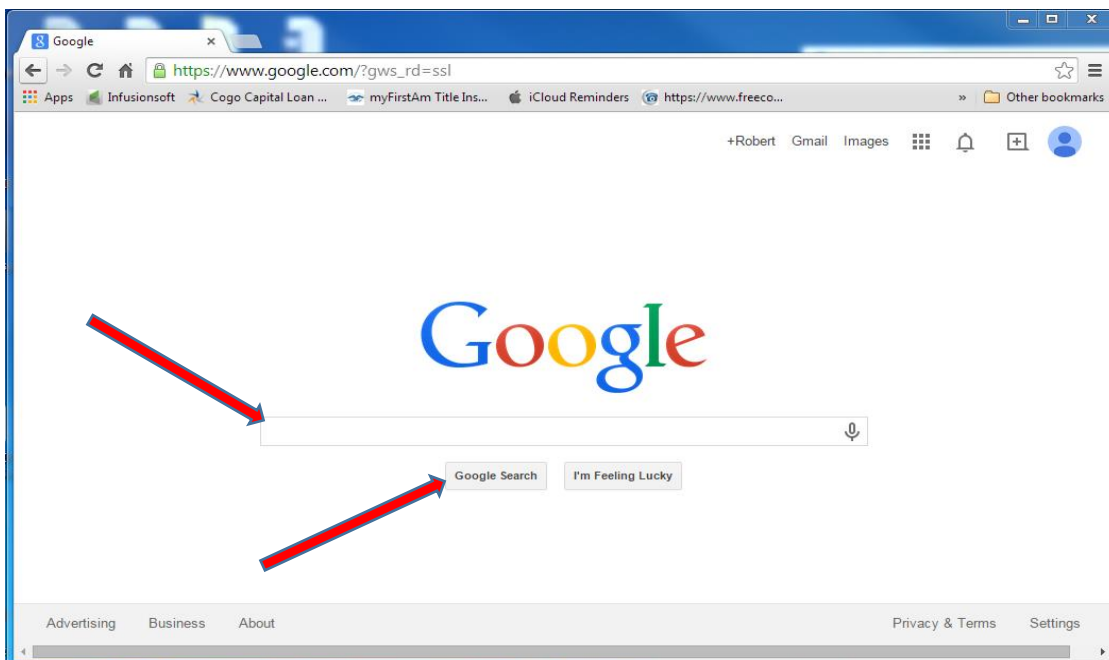 Google
https://www.google.com/?gws_rd=ssl
Apps Infusionsoft Cogo Capital Loan ... myFirstAm Title Ins... iCloud Reminders https://www.freeco... » Other bookmarks
+Robert Gmail Images
Google
Google Search I'm Feeling Lucky
Advertising Business About Privacy & Terms Settings